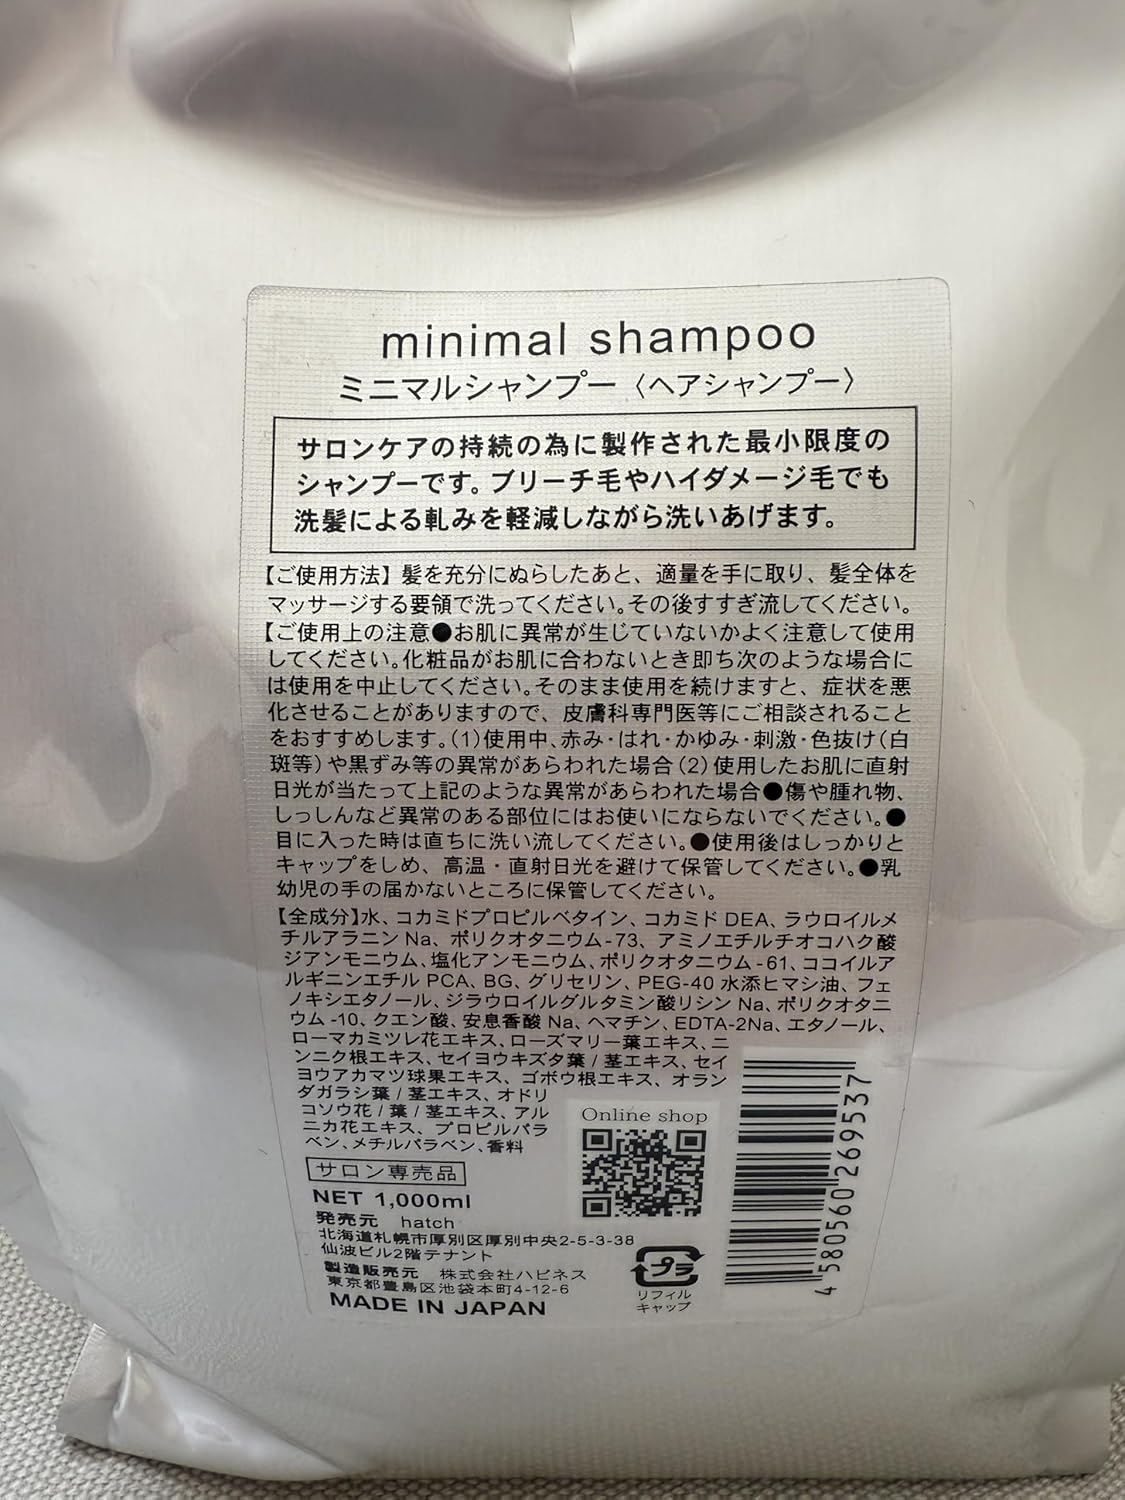 minimal shampoo
ミニマルシャンプー〈ヘアシャンプー〉
サロンケアの持続の為に製作された最小限度の
シャンプーです。ブリーチ毛やハイダメージ毛でも
洗髪による軋みを軽減しながら洗いあげます。
【ご使用方法】髪を充分にぬらしたあと、適量を手に取り、髪全体を
マッサージする要領で洗ってください。その後すすぎ流してください。
【ご使用上の注意●お肌に異常が生じていないかよく注意して使用
してください。化粧品がお肌に合わないとき即ち次のような場合に
は使用を中止してください。そのまま使用を続けますと、症状を悪
化させることがありますので、皮膚科専門医等にご相談されること
をおすすめします。(1)使用中、赤み・はれ・かゆみ・刺激・色抜け(白
斑等)や黒ずみ等の異常があらわれた場合(2)使用したお肌に直射
日光が当たって上記のような異常があらわれた場合●傷や腫れ物、
しっしんなど異常のある部位にはお使いにならないでください。●
目に入った時は直ちに洗い流してください。●使用後はしっかりと
キャップをしめ、高温・直射日光を避けて保管してください。●乳
幼児の手の届かないところに保管してください。
【全成分】水、コカミドプロピルベタイン、コカミドDEA、ラウロイルメ
チルアラニンNa、ポリクオタニウム-73、アミノエチルチオコハク酸
ジアンモニウム、塩化アンモニウム、ポリクオタニウム-61、ココイルア
ルギニンエチルPCA、BG、グリセリン、PEG-40水添ヒマシ油、フェ
ノキシエタノール、ジラウロイルグルタミン酸リシンNa、ポリクオタニ
ウム-10、クエン酸、安息香酸Na、ヘマチン、EDTA-2Na、エタノール、
ローマカミツレ花エキス、ローズマリー葉エキス、ニ
ンニク根エキス、セイヨウキズタ葉/茎エキス、セイ
ヨウアカマツ球果エキス、ゴボウ根エキス、オラン
ダガラシ葉/茎エキス、オドリ
コソウ花/葉/茎エキス、アル
ニカ花エキス、プロピルパラ
ベン、メチルパラベン、香料
Online shop
サロン専売品
NET 1,000ml
発売元 hatch
北海道札幌市厚別区厚別中央2-5-3-38
仙波ビル2階テナント
製造販売元 株式会社ハピネス
東京都豊島区池袋本町4-12-6
MADE IN JAPAN
プラ
リフィル
キャップ
4 580560 269537